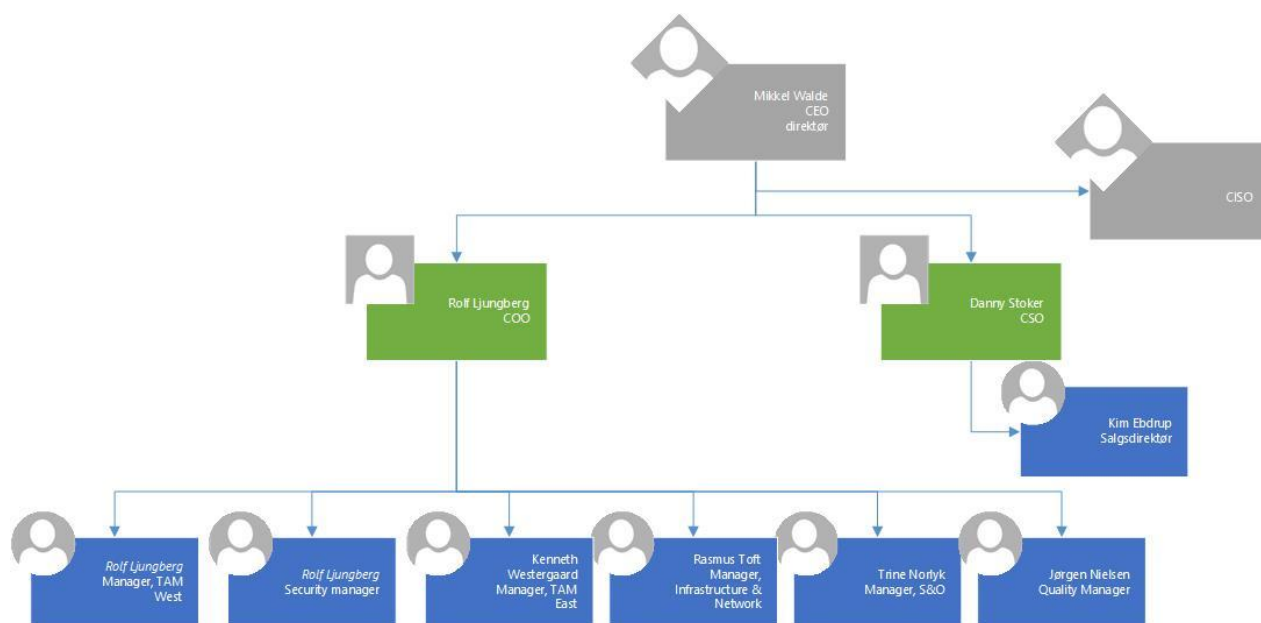 Mikkel Walde
CEO
direktør
CISO
Rolf Ljungberg
COO
Danny Stoker
CSO
Kim Ebdrup
Salgsdirektør
Rolf Ljungberg
Manager, TAM
West
Rolf Ljungberg
Security manager
Kenneth
Westergaard
Manager, TAM
East
Rasmus Toft
Manager,
Infrastructure &
Network
Trine Norlyk
Manager, S&O
Jørgen Nielsen
Quality Manager